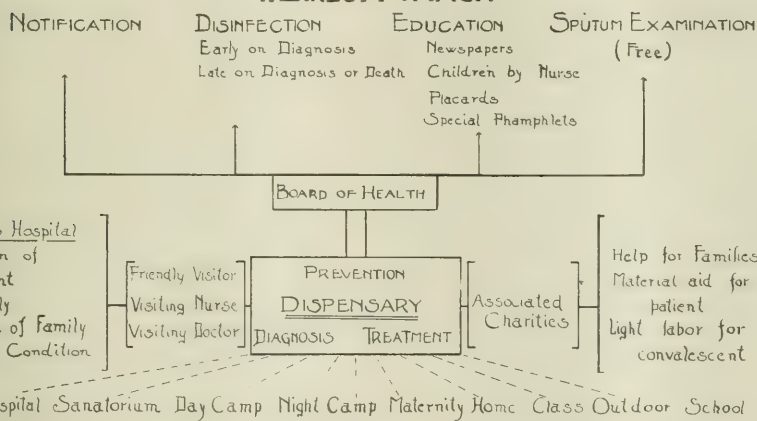 NOTIFICATION DISINFECTION EDUCATION SPUTUM EXAMINATION
Early on Diagnosis Newspapers (Free)
Late on Diagnosis or Death Children by Nurse
Placards
Special Phamphlets
BOARD OF HEALTH
Hospital
of
of Family
Condition
Friendly Visitor
Visiting Nurse
Visiting Doctor
PREVENTION
DISPENSARY
DIAGNOSIS TREATMENT
Associated
Charities
Help for Families
Material aid for
patient
Light labor for
convalescent
Sanatorium Day Camp Night Camp Maternity Home Class Outdoor School